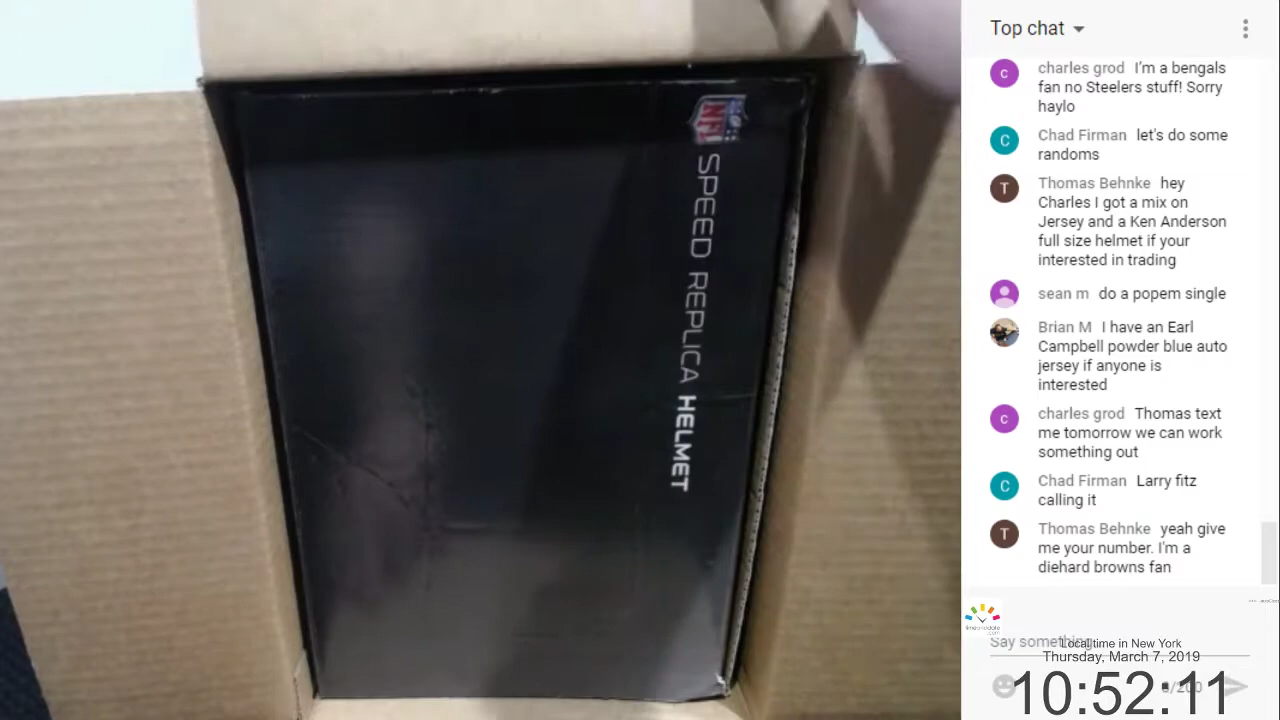 NFL
SPEED REPLICA HELMET
Top chat
charles grod I'm a bengals
fan no Steelers stuff! Sorry
haylo
Chad Firman let's do some
randoms
Thomas Behnke hey
Charles I got a mix on
Jersey and a Ken Anderson
full size helmet if your
interested in trading
sean m do a popem single
Brian M I have an Earl
Campbell powder blue auto
jersey if anyone is
interested
charles grod Thomas text
me tomorrow we can work
something out
Chad Firman Larry fitz
calling it
Thomas Behnke yeah give
me your number. I'm a
diehard browns fan
Say something...
Local time in New York
Thursday, March 7, 2019
0/200
10:52.11